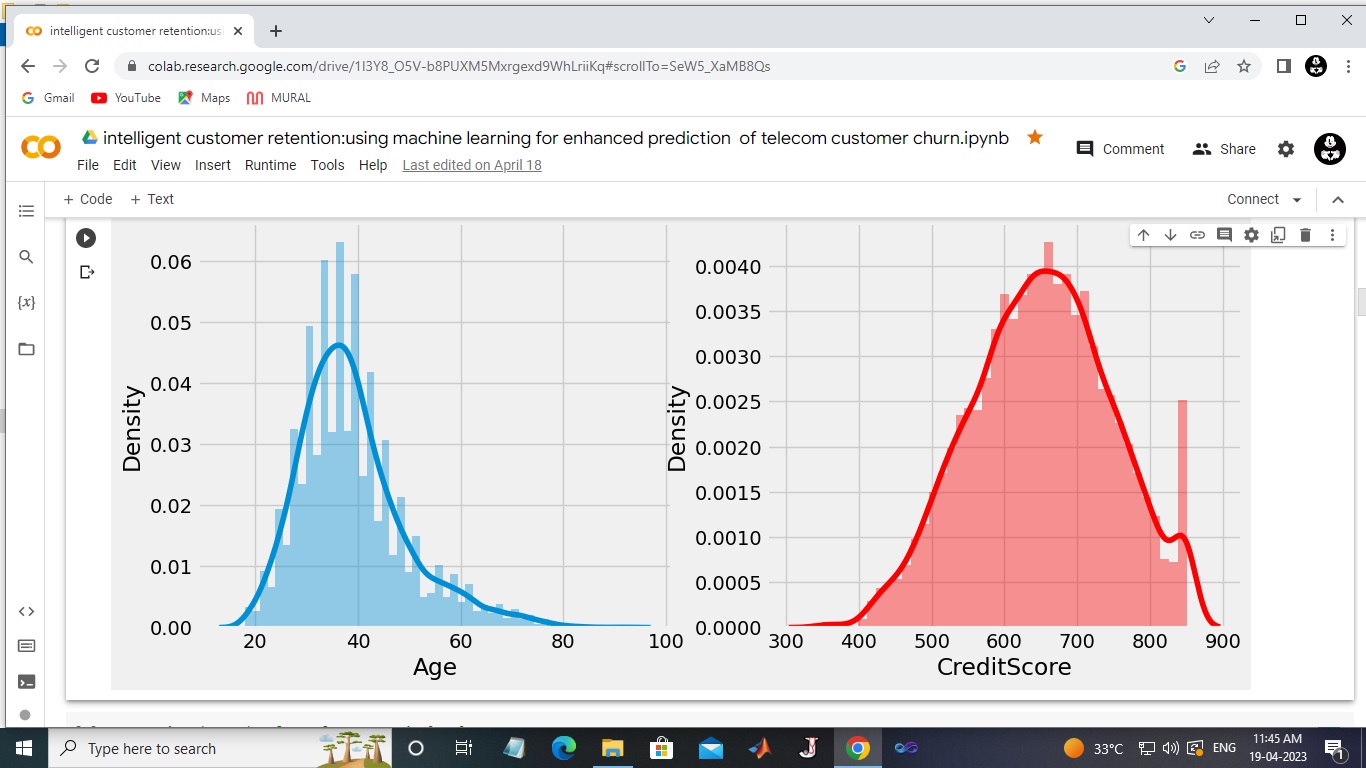 intelligent customer retention:us
colab.research.google.com/drive/1I3Y8_O5V-b8PUXM5Mxrgexd9WhLriiKq#scrollTo=SeW5_XaMB8Qs
Gmail YouTube Maps MURAL
intelligent customer retention:using machine learning for enhanced prediction of telecom customer churn.ipynb
Comment Share
File Edit View Insert Runtime Tools Help Last edited on April 18
+ Code + Text Connect
{x}
0.06
0.05
0.04
0.03
0.02
0.01
0.00
Density
20 40 60 80 100
Age
0.0040
0.0035
0.0030
0.0025
0.0020
0.0015
0.0010
0.0005
0.0000
Density
300 400 500 600 700 800 900
CreditScore
Type here to search
33°C ENG 11:45 AM
19-04-2023
1